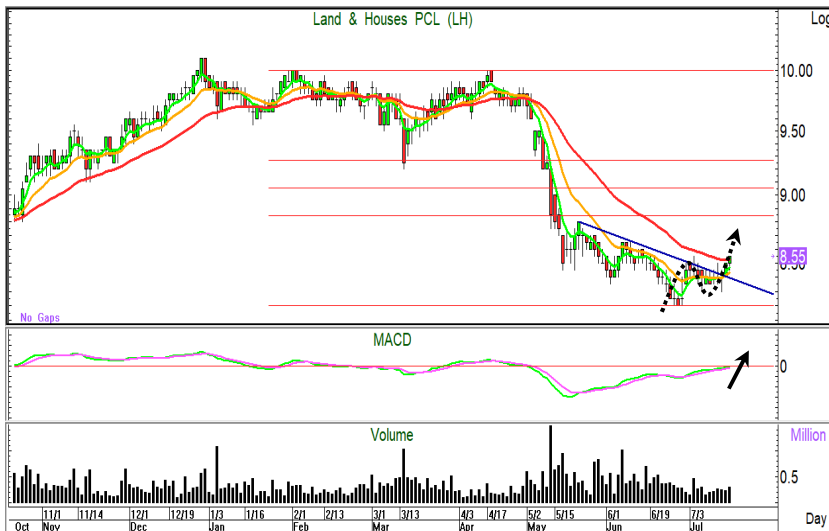 Land & Houses PCL (LH)
Log
10.00
9.50
9.00
8.55
No Gaps
MACD
0
Volume
Million
0.5
11/1 11/14 12/1 12/19 1/3 1/16 2/1 2/13 3/1 3/13 4/3 4/17 5/2 5/15 6/1 6/19 7/3
Oct Nov Dec Jan Feb Mar Apr May Jun Jul
Day